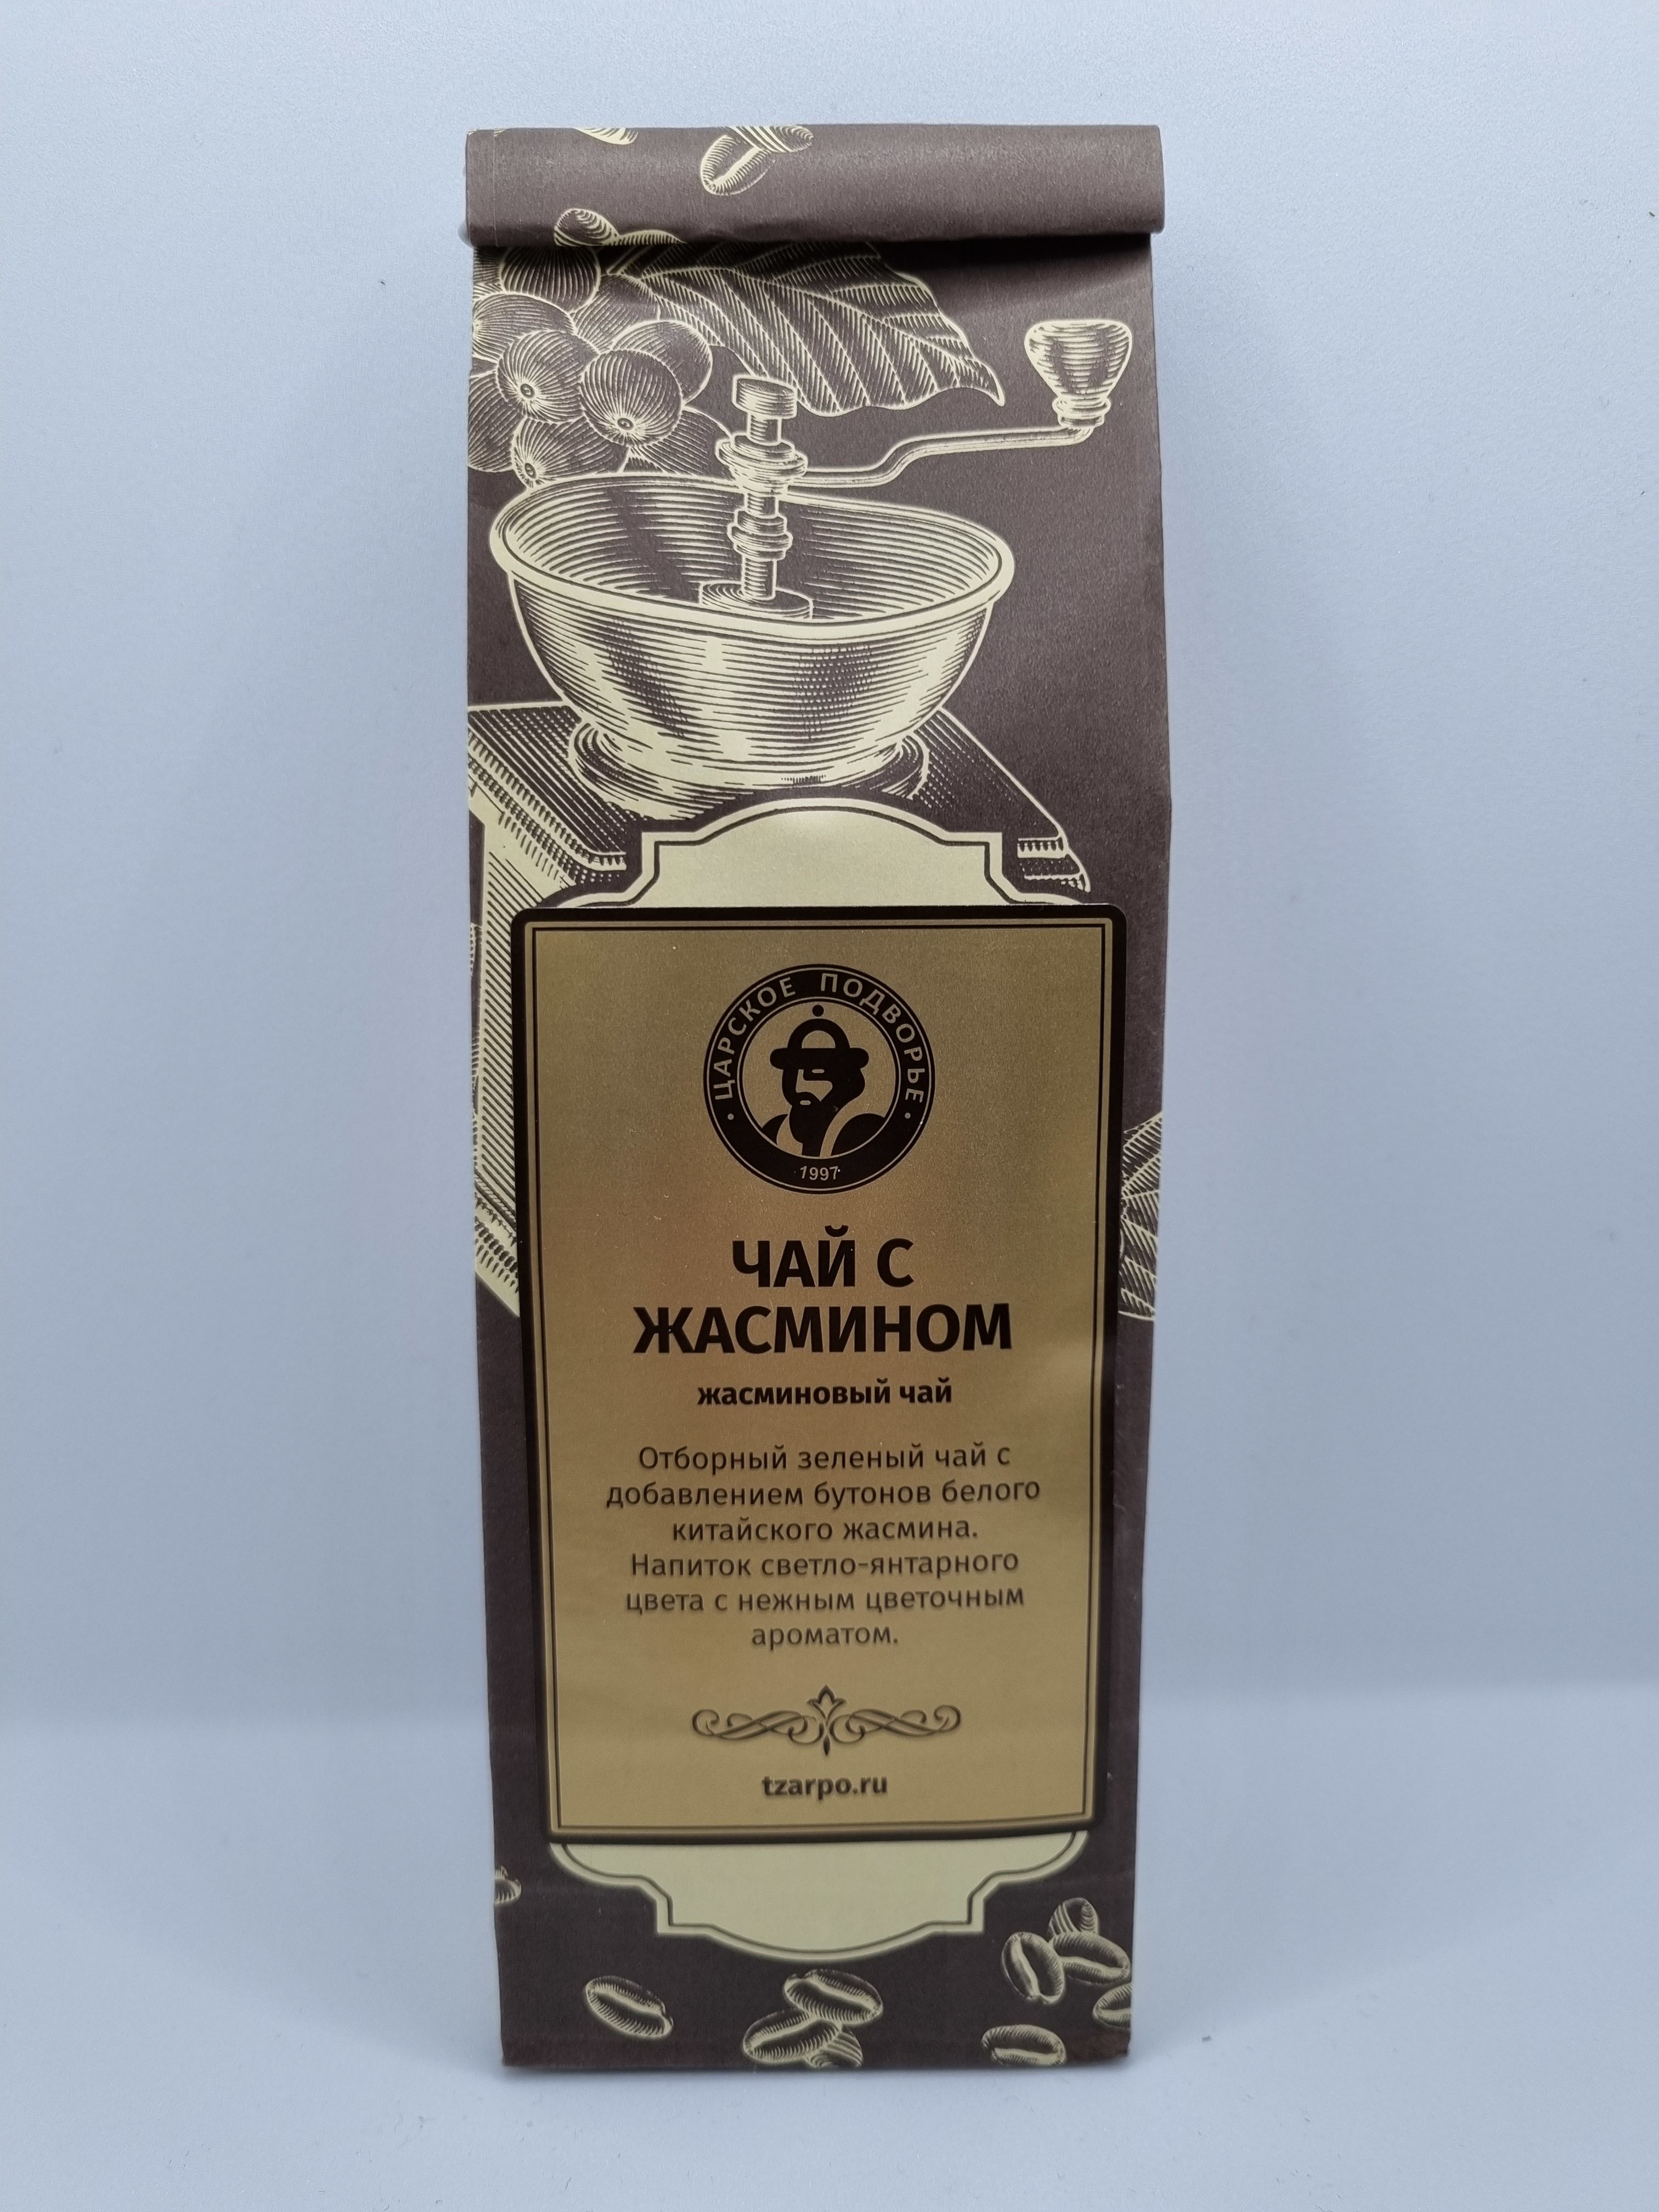 ЦАРСКОЕ ПОДВОРЬЕ
1997
ЧАЙ С
ЖАСМИНОМ
жасминовый чай
Отборный зеленый чай с
добавлением бутонов белого
китайского жасмина.
Напиток светло-янтарного
цвета с нежным цветочным
ароматом.
tzarpo.ru